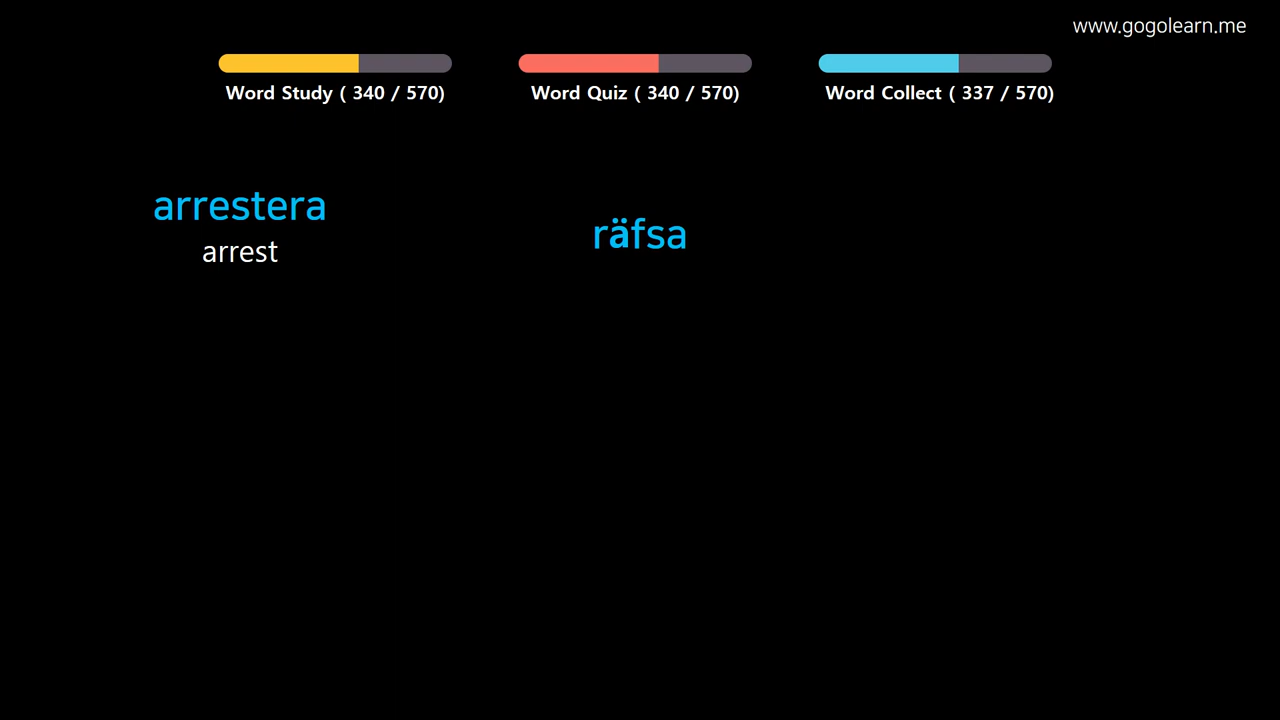 www.gogolearn.me
Word Study ( 340 / 570)
Word Quiz ( 340 / 570)
Word Collect ( 337 / 570)
arrestera
arrest
räfsa